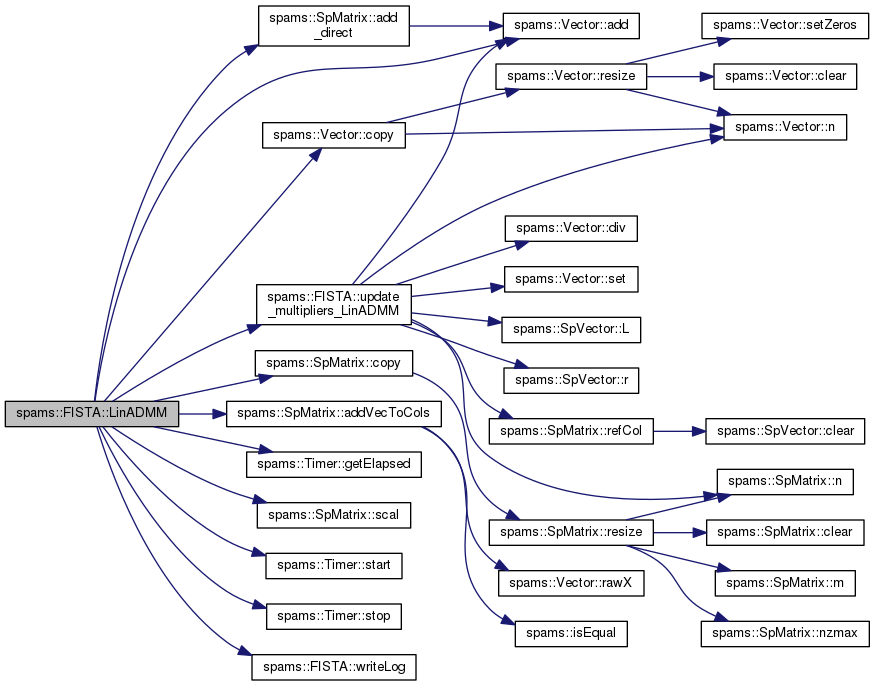 spams::FISTA::LinADMM
spams::SpMatrix::add
_direct
spams::Vector::copy
spams::FISTA::update
_multipliers_LinADMM
spams::SpMatrix::copy
spams::SpMatrix::addVecToCols
spams::Timer::getElapsed
spams::SpMatrix::scal
spams::Timer::start
spams::Timer::stop
spams::FISTA::writeLog
spams::Vector::add
spams::Vector::resize
spams::Vector::div
spams::Vector::set
spams::SpVector::L
spams::SpVector::r
spams::SpMatrix::refCol
spams::SpMatrix::resize
spams::Vector::rawX
spams::isEqual
spams::Vector::setZeros
spams::Vector::clear
spams::Vector::n
spams::SpVector::clear
spams::SpMatrix::n
spams::SpMatrix::clear
spams::SpMatrix::m
spams::SpMatrix::nzmax